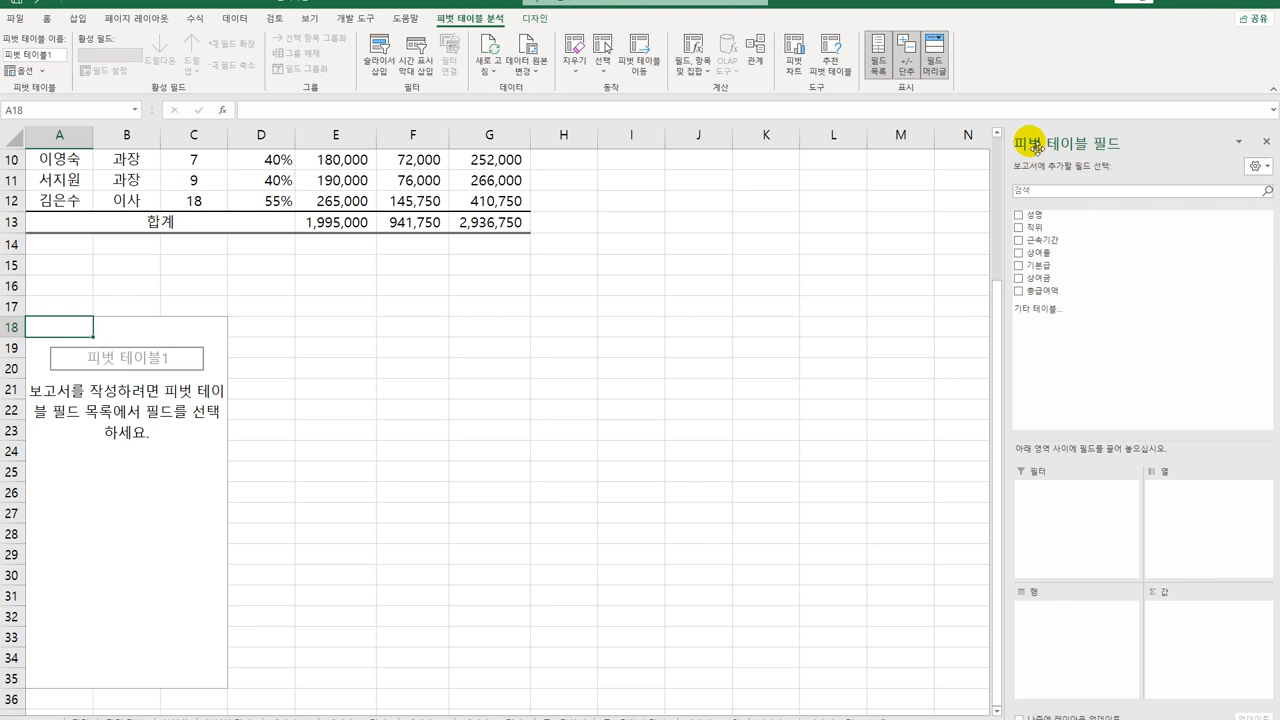 파일 홈 삽입 페이지 레이아웃 수식 데이터 검토 보기 개발 도구 도움말 피벗 테이블 분석 디자인 공유
피벗 테이블 이름:
피벗 테이블1
옵션
피벗 테이블
활성 필드:
필드 설정
드릴다운
드릴
업
필드 확장
필드 축소
활성 필드
선택 항목 그룹화
그룹 해제
필드 그룹화
그룹
슬라이서
삽입
시간 표시
막대 삽입
필터
연결
필터
새로 고
침
데이터 원본
변경
데이터
지우기
선택
피벗 테이블
이동
동작
필드, 항목
및 집합
OLAP
도구
관계
계산
피벗
차트
추천
피벗 테이블
도구
필드
목록
+/-
단추
필드
머리글
표시
A18 fx
A B C D E F G H I J K L M N
10 이영숙 과장 7 40% 180,000 72,000 252,000
11 서지원 과장 9 40% 190,000 76,000 266,000
12 김은수 이사 18 55% 265,000 145,750 410,750
13 합계 1,995,000 941,750 2,936,750
14
15
16
17
18
19
20
21
22
23
24
25
26
27
28
29
30
31
32
33
34
35
36
피벗 테이블1
보고서를 작성하려면 피벗 테이
블 필드 목록에서 필드를 선택
하세요.
피벗 테이블 필드
보고서에 추가할 필드 선택:
검색
성명
직위
근속기간
상여율
기본급
상여금
총급여액
기타 테이블...
아래 영역 사이에 필드를 끌어 놓으십시오.
필터
열
행
Σ 값